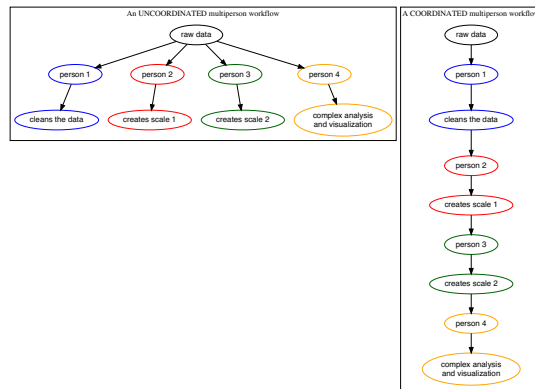 An UNCOORDINATED multiperson workflow
raw data
person 1
person 2
person 3
person 4
cleans the data
creates scale 1
creates scale 2
complex analysis
and visualization
A COORDINATED multiperson workflow
raw data
person 1
cleans the data
person 2
creates scale 1
person 3
creates scale 2
person 4
complex analysis
and visualization